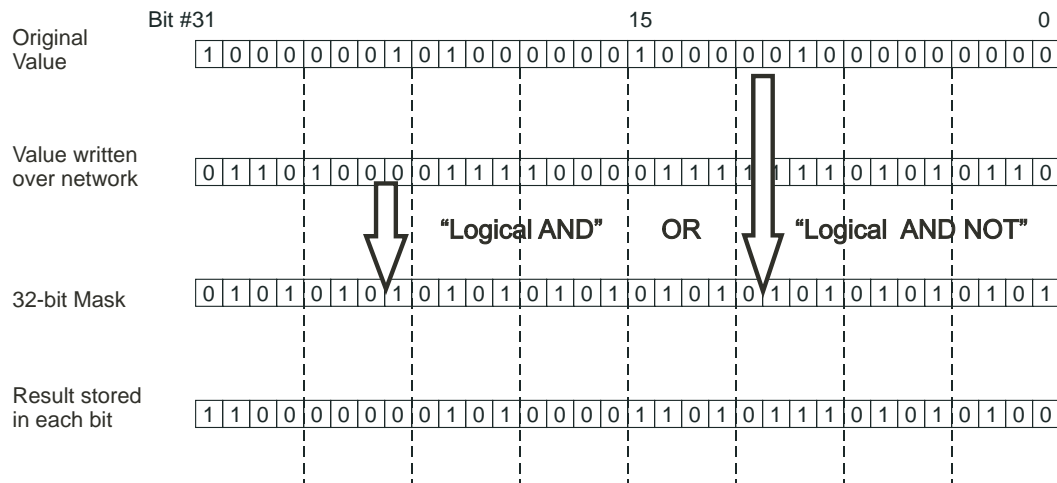 Bit #31 15 0
Original
Value
1 0 0 0 0 0 0 1 0 1 0 0 0 0 0 0 1 0 0 0 0 0 1 0 0 0 0 0 0 0 0 0
Value written
over network
0 1 1 0 1 0 0 0 0 1 1 1 1 0 0 0 0 1 1 1 1 1 1 1 0 1 0 1 0 1 1 0
“Logical AND” OR “Logical AND NOT”
32-bit Mask
0 1 0 1 0 1 0 1 0 1 0 1 0 1 0 1 0 1 0 1 0 1 0 1 0 1 0 1 0 1 0 1
Result stored
in each bit
1 1 0 0 0 0 0 0 0 1 0 1 0 0 0 0 1 1 0 1 0 1 1 1 0 1 0 1 0 1 0 0